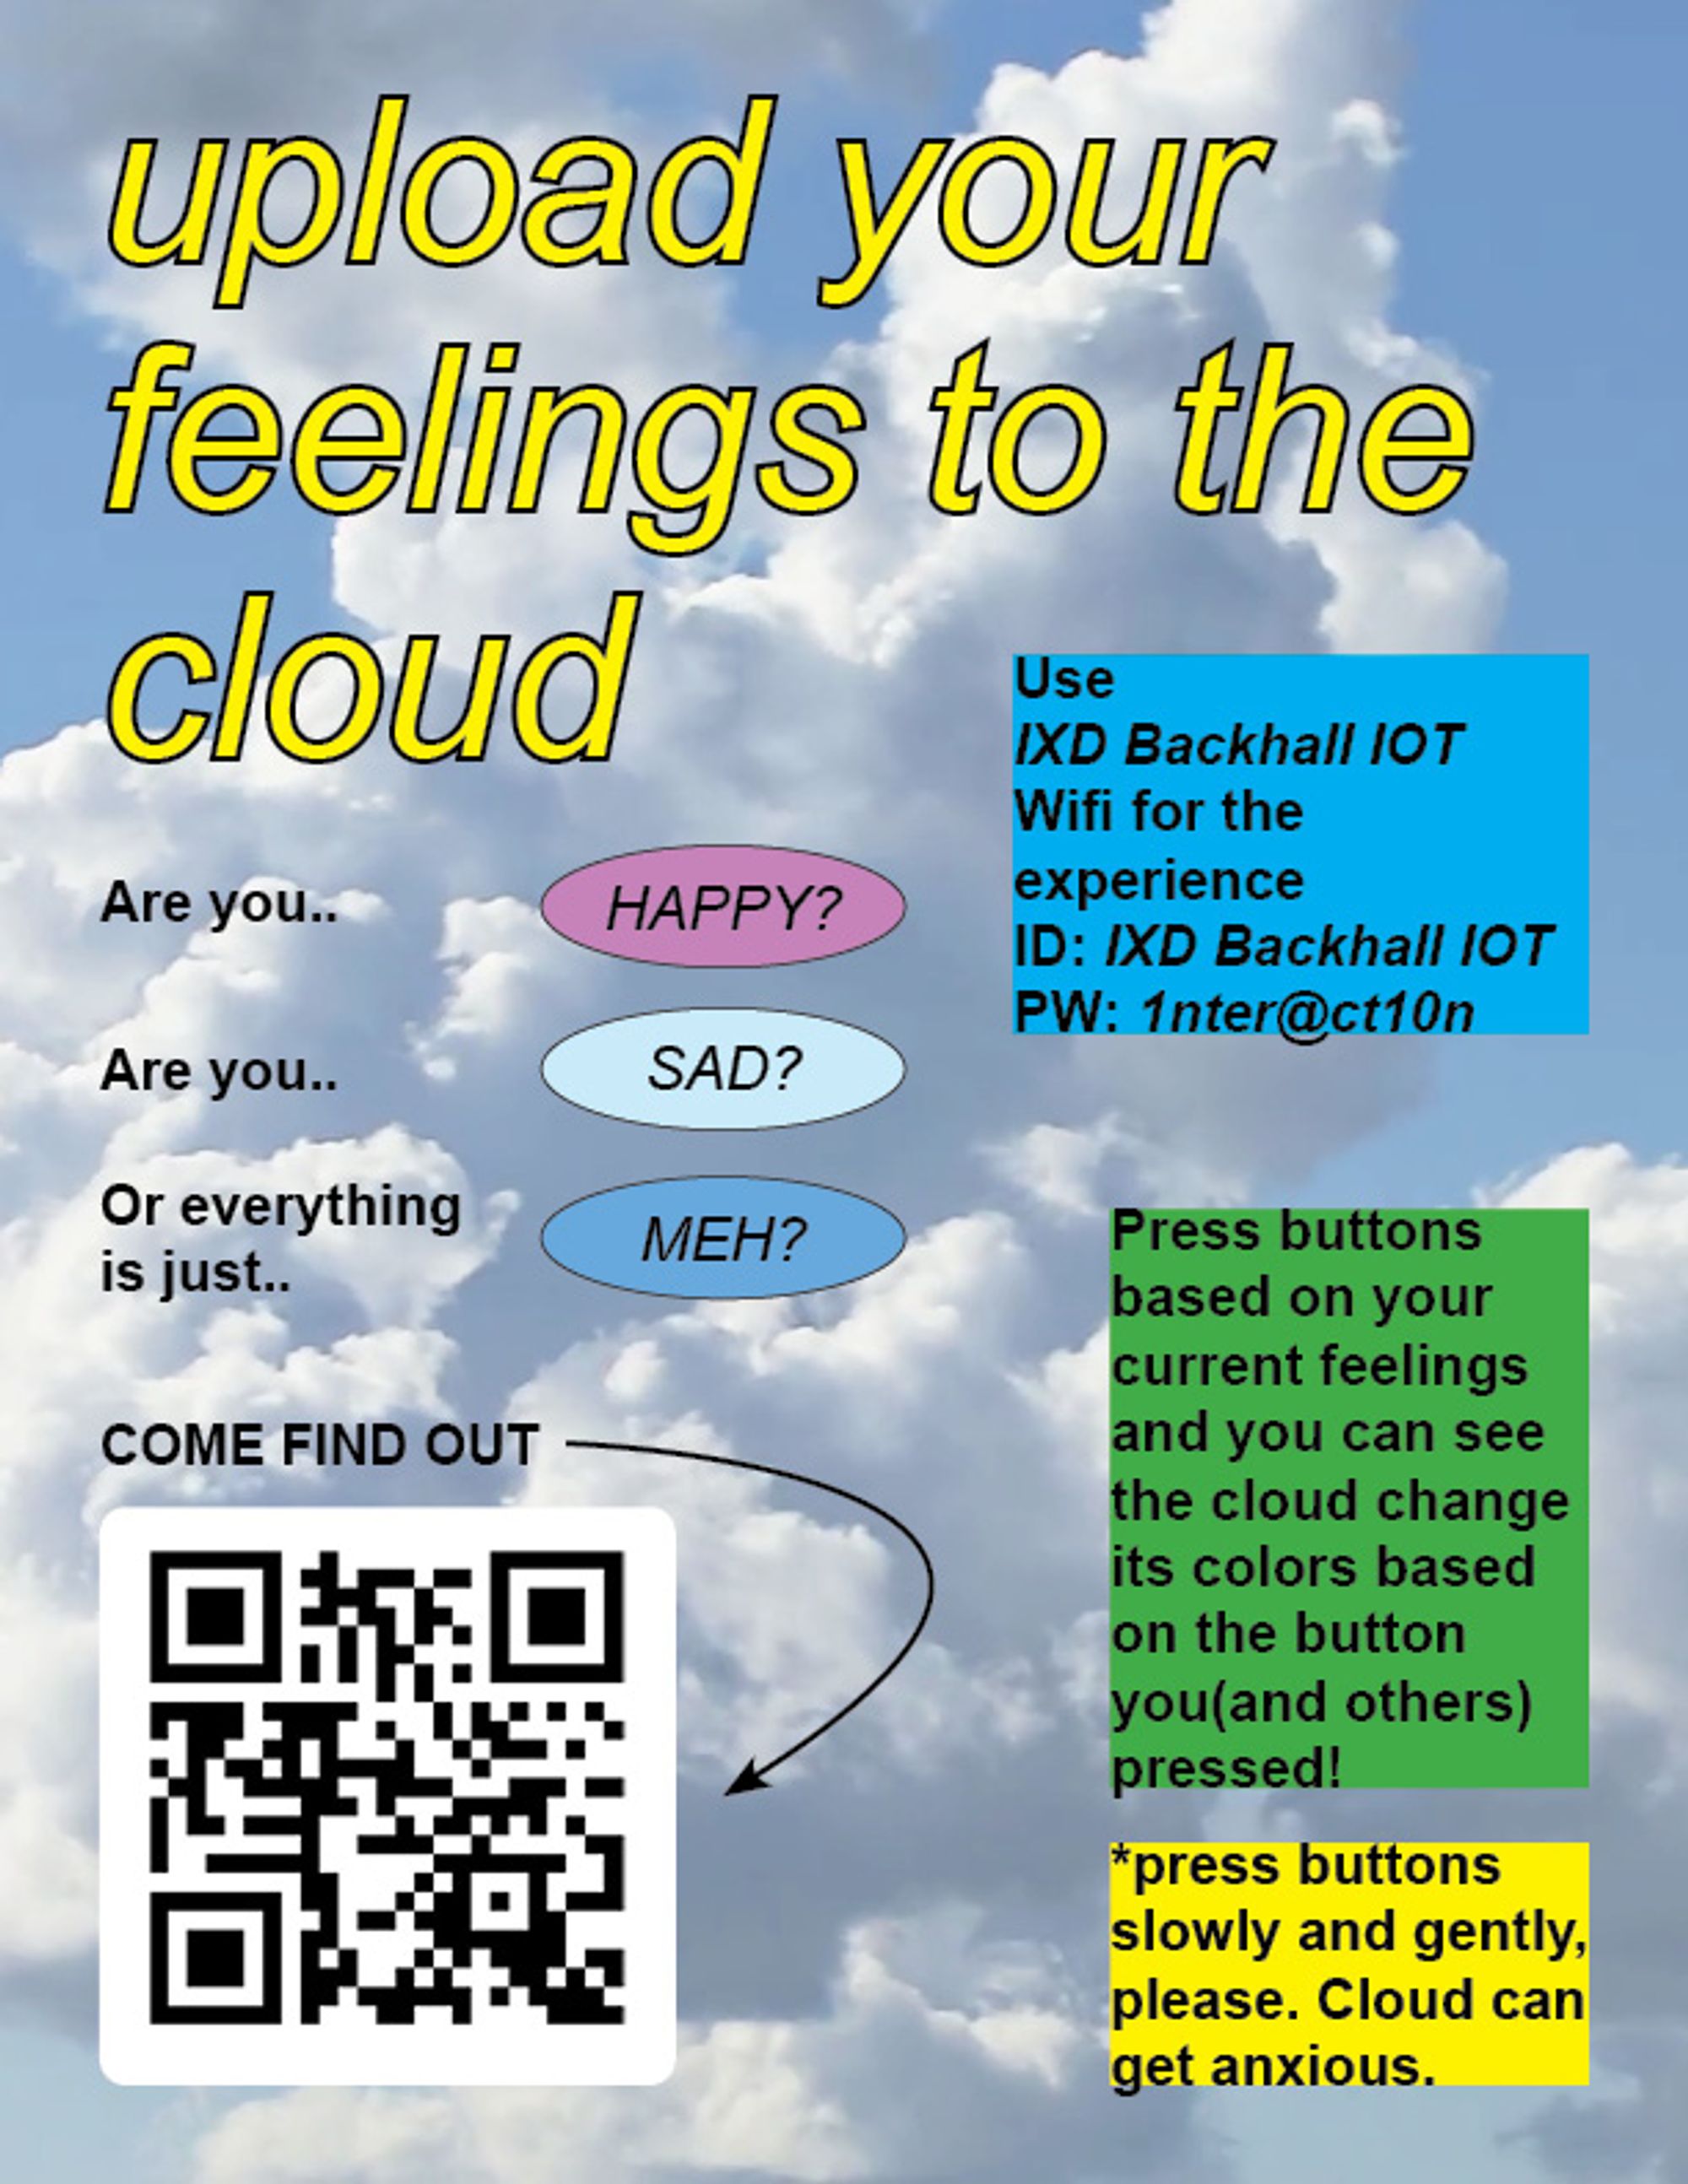 upload your
feelings to the
cloud
Use
IXD Backhall IOT
Wifi for the
experience
ID: IXD Backhall IOT
PW: 1nter@ct10n
Are you.. HAPPY?
Are you.. SAD?
Or everything
is just.. MEH?
COME FIND OUT
Press buttons
based on your
current feelings
and you can see
the cloud change
its colors based
on the button
you(and others)
pressed!
*press buttons
slowly and gently,
please. Cloud can
get anxious.